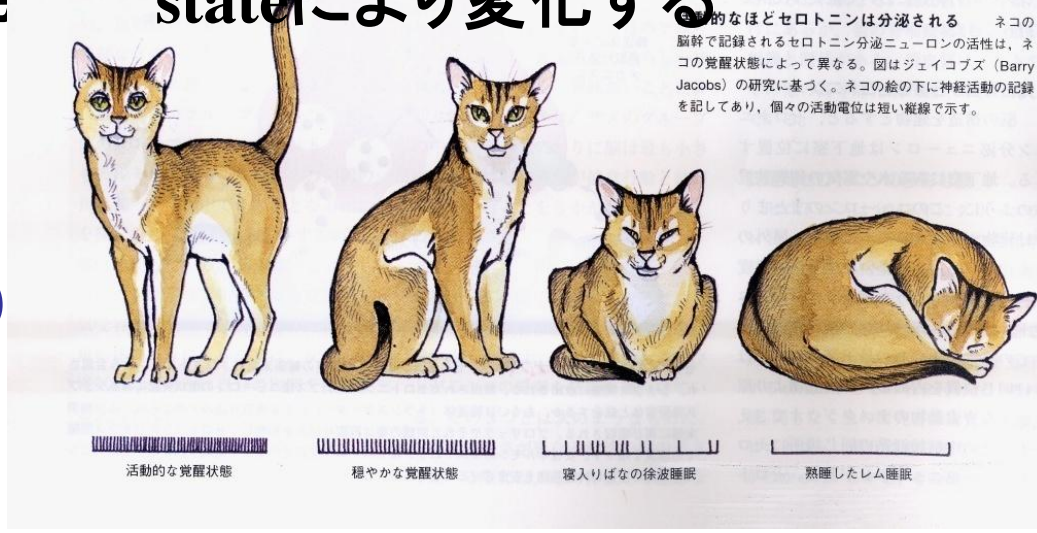 stateにより変化する
的なほどセロトニンは分泌される　ネコの
脳幹で記録されるセロトニン分泌ニューロンの活性は、ネ
コの覚醒状態によって異なる。図はジェイコブズ（Barry
Jacobs）の研究に基づく。ネコの絵の下に神経活動の記録
を記してあり，個々の活動電位は短い縦線で示す。
活動的な覚醒状態
穏やかな覚醒状態
寝入りばなの徐波睡眠
熟睡したレム睡眠